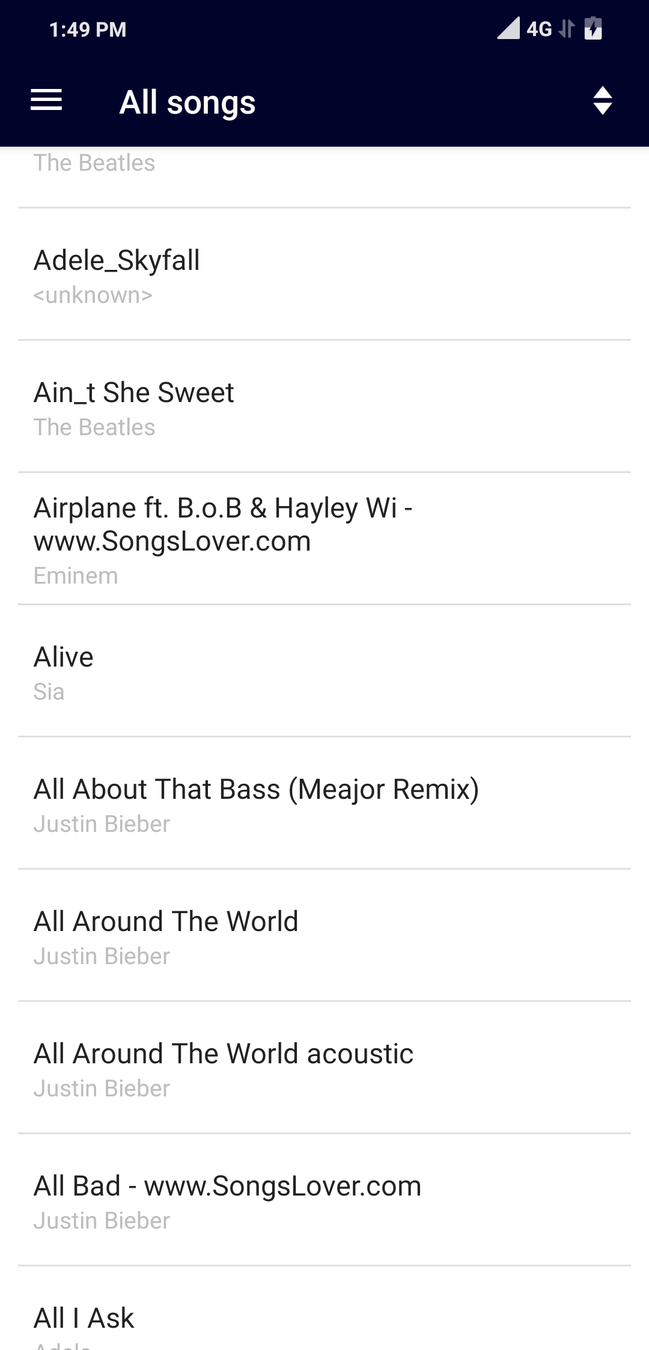 1:49 PM
4G
All songs
The Beatles
Adele_Skyfall
<unknown>
Ain_t She Sweet
The Beatles
Airplane ft. B.o.B & Hayley Wi -
www.SongsLover.com
Eminem
Alive
Sia
All About That Bass (Meajor Remix)
Justin Bieber
All Around The World
Justin Bieber
All Around The World acoustic
Justin Bieber
All Bad - www.SongsLover.com
Justin Bieber
All I Ask
Adele